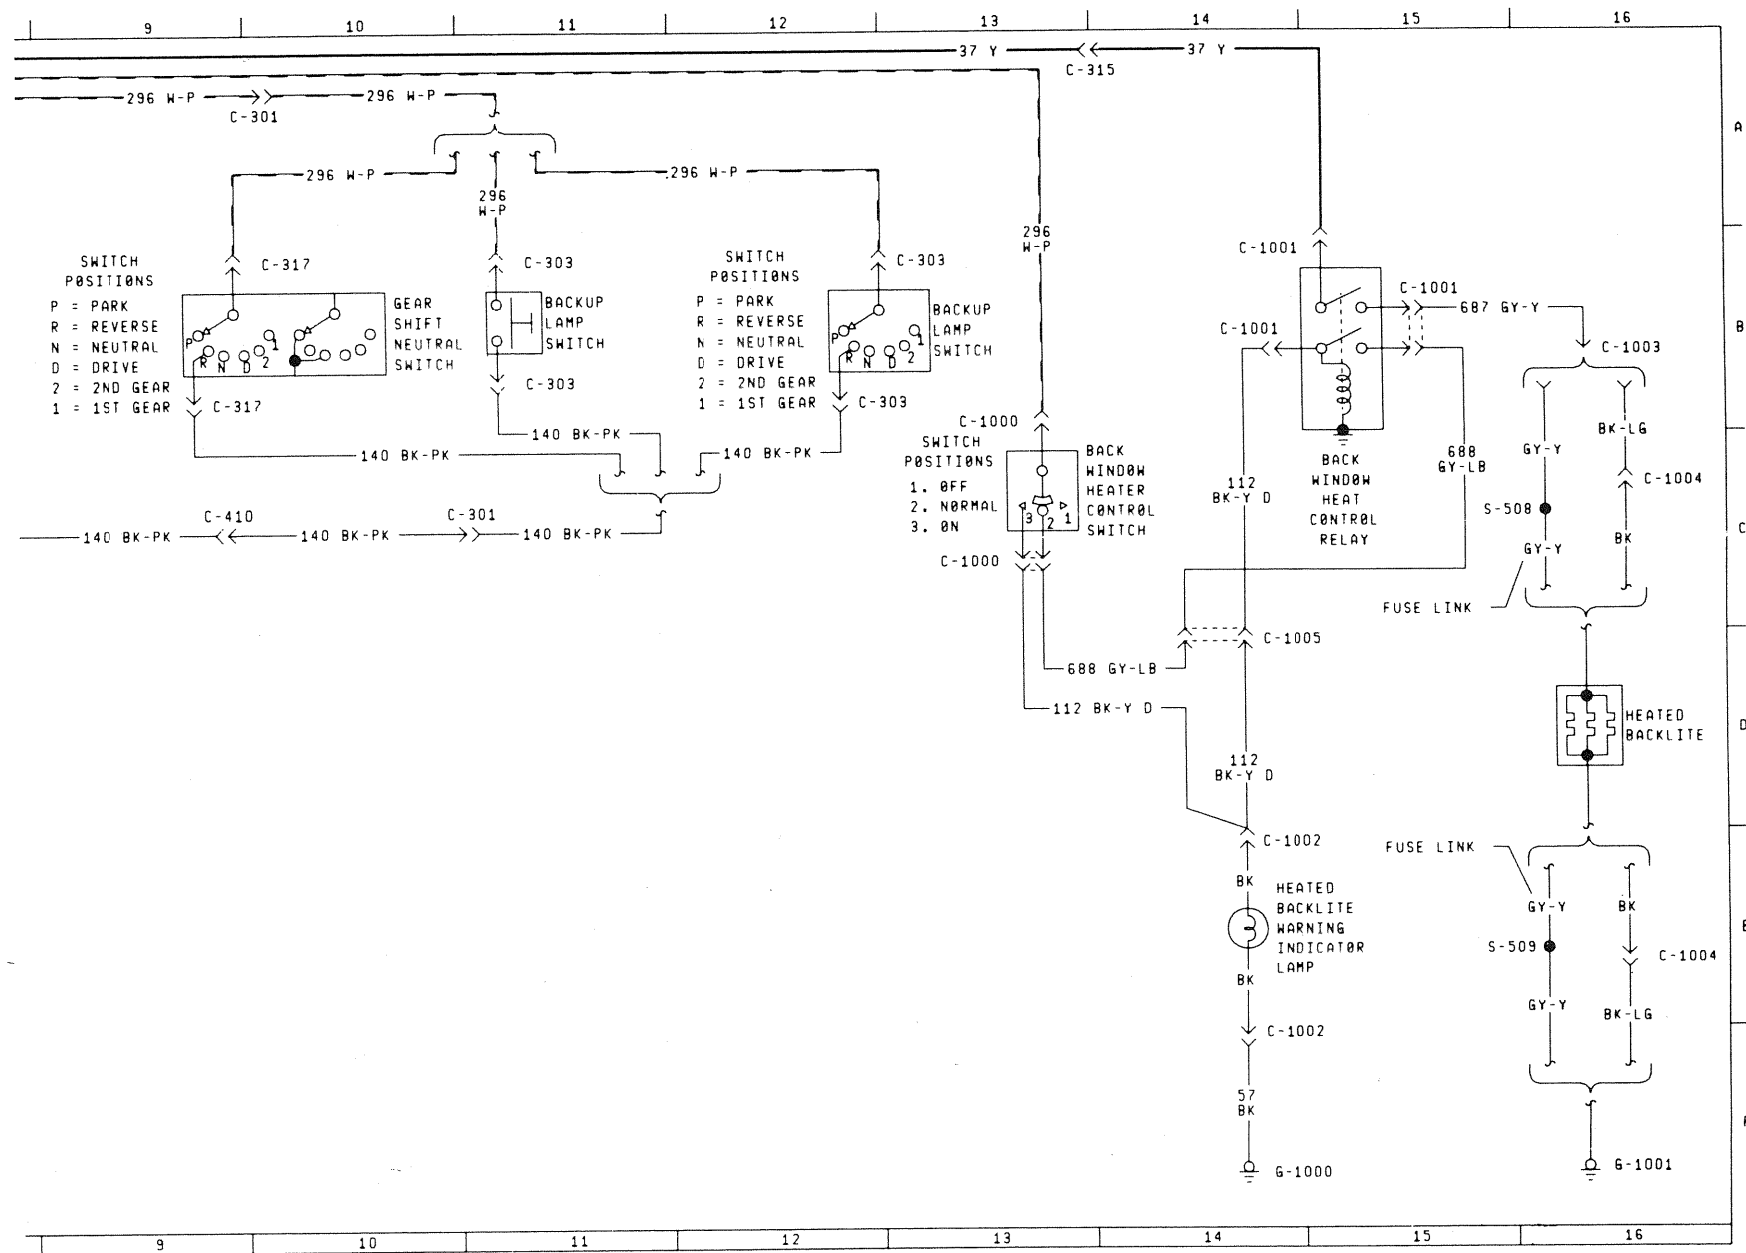 9 10 11 12 13 14 15 16
37 Y
37 Y
C-315
296 W-P
296 W-P
C-301
A
296 W-P
296 W-P
296
W-P
296
W-P
C-1001
SWITCH
POSITIONS
P = PARK
R = REVERSE
N = NEUTRAL
D = DRIVE
2 = 2ND GEAR
1 = 1ST GEAR
C-317
GEAR
SHIFT
NEUTRAL
SWITCH
P
R
N
D
2
1
C-317
C-303
BACKUP
LAMP
SWITCH
C-303
SWITCH
POSITIONS
P = PARK
R = REVERSE
N = NEUTRAL
D = DRIVE
2 = 2ND GEAR
1 = 1ST GEAR
C-303
BACKUP
LAMP
SWITCH
P
R
N
D
2
1
C-303
C-1001
687 GY-Y
B
C-1001
C-1003
140 BK-PK
140 BK-PK
140 BK-PK
C-1000
SWITCH
POSITIONS
1. OFF
2. NORMAL
3. ON
BACK
WINDOW
HEATER
CONTROL
SWITCH
3
2
1
C-1000
BACK
WINDOW
HEAT
CONTROL
RELAY
688
GY-LB
112
BK-Y D
GY-Y
BK-LG
C-1004
S-508
GY-Y
BK
C
C-410
C-301
140 BK-PK
140 BK-PK
140 BK-PK
FUSE LINK
C-1005
688 GY-LB
112 BK-Y D
HEATED
BACKLITE
D
112
BK-Y D
C-1002
FUSE LINK
BK
HEATED
BACKLITE
WARNING
INDICATOR
LAMP
GY-Y
BK
E
S-509
C-1004
BK
GY-Y
BK-LG
C-1002
57
BK
G-1000
G-1001
9 10 11 12 13 14 15 16